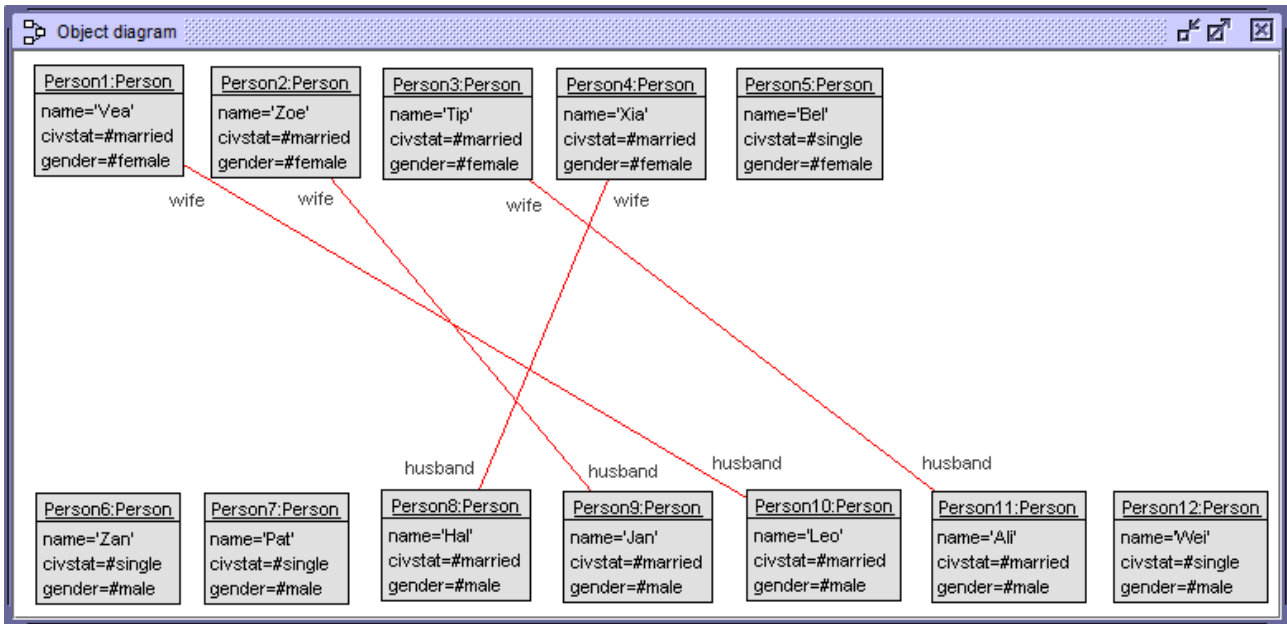 Object diagram
Person1:Person
name='Vea'
civstat=#married
gender=#female
Person2:Person
name='Zoe'
civstat=#married
gender=#female
Person3:Person
name='Tip'
civstat=#married
gender=#female
Person4:Person
name='Xia'
civstat=#married
gender=#female
Person5:Person
name='Bel'
civstat=#single
gender=#female
wife
wife
wife
wife
husband
husband
husband
husband
Person6:Person
name='Zan'
civstat=#single
gender=#male
Person7:Person
name='Pat'
civstat=#single
gender=#male
Person8:Person
name='Hal'
civstat=#married
gender=#male
Person9:Person
name='Jan'
civstat=#married
gender=#male
Person10:Person
name='Leo'
civstat=#married
gender=#male
Person11:Person
name='Ali'
civstat=#married
gender=#male
Person12:Person
name='Wei'
civstat=#single
gender=#male